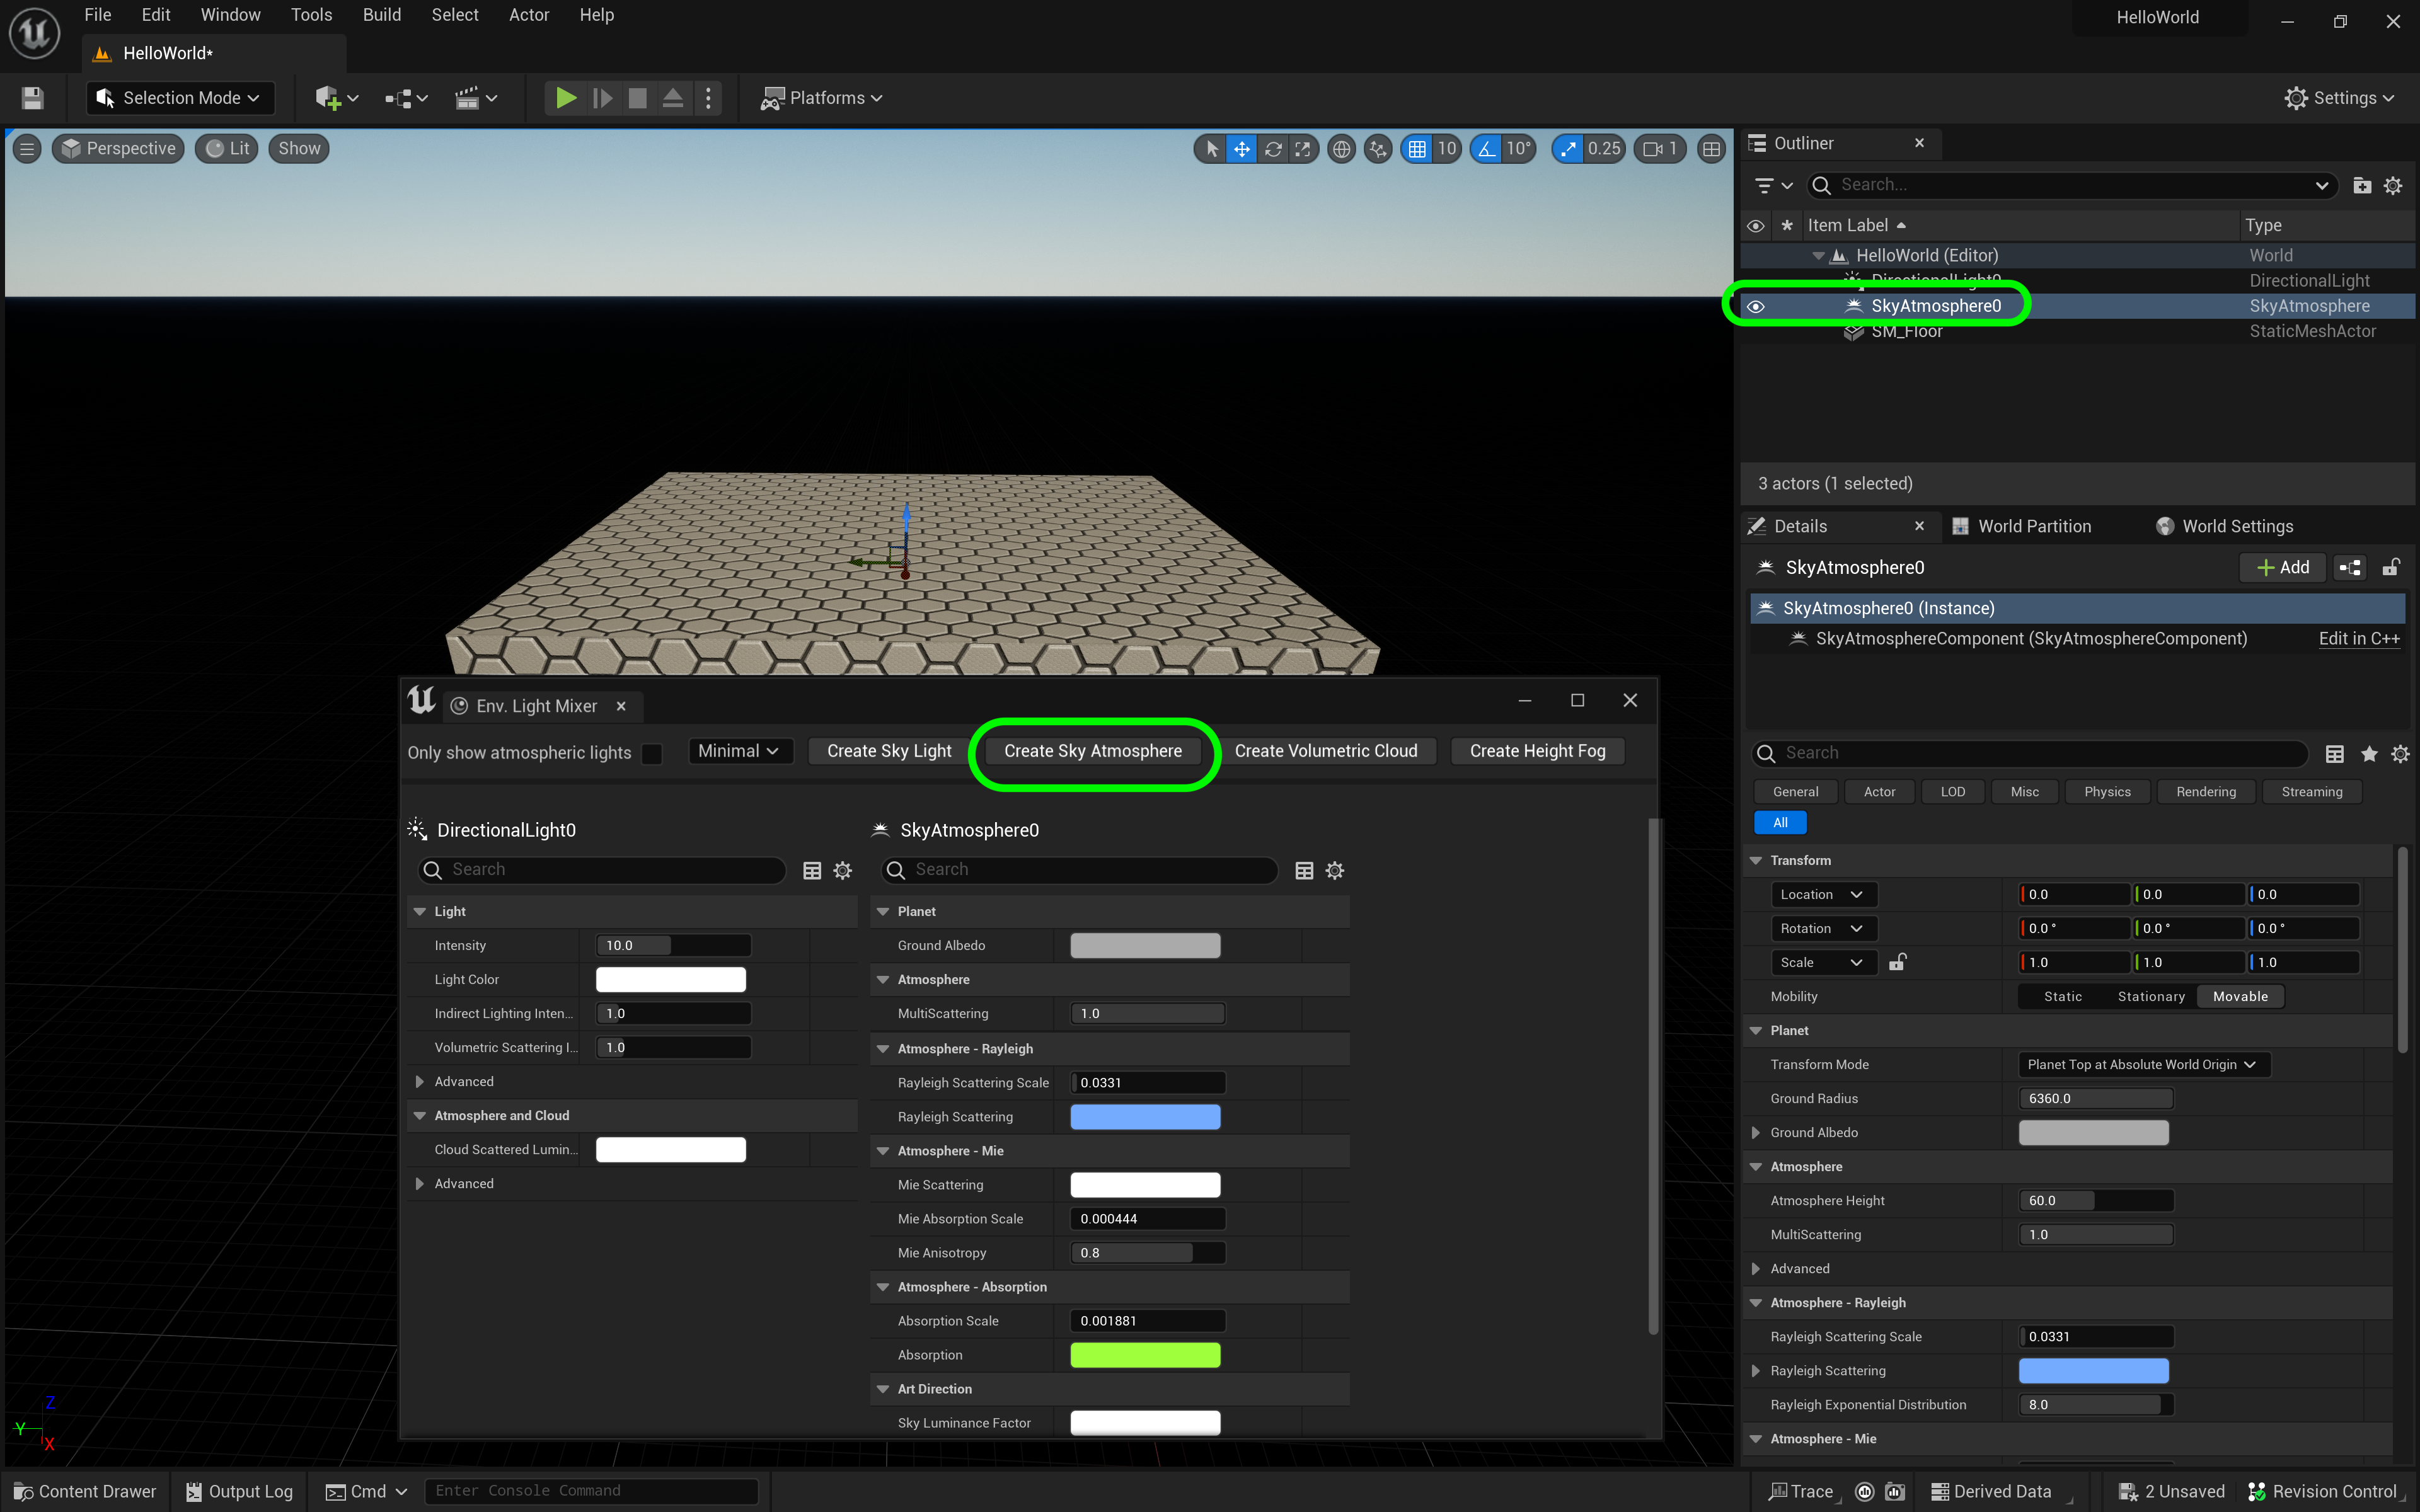 File Edit Window Tools Build Select Actor Help
HelloWorld
HelloWorld*
Selection Mode
Platforms
Settings
Perspective Lit Show
10 10° 0.25 1
Outliner
Search...
Item Label Type
HelloWorld (Editor) World
DirectionalLight0 DirectionalLight
SkyAtmosphere0 SkyAtmosphere
SM_Floor StaticMeshActor
3 actors (1 selected)
Details World Partition World Settings
SkyAtmosphere0 Add
SkyAtmosphere0 (Instance)
SkyAtmosphereComponent (SkyAtmosphereComponent) Edit in C++
Search
General Actor LOD Misc Physics Rendering Streaming
All
Transform
Location 0.0 0.0 0.0
Rotation 0.0 ° 0.0 ° 0.0 °
Scale 1.0 1.0 1.0
Mobility Static Stationary Movable
Planet
Transform Mode Planet Top at Absolute World Origin
Ground Radius 6360.0
Ground Albedo
Atmosphere
Atmosphere Height 60.0
MultiScattering 1.0
Advanced
Atmosphere - Rayleigh
Rayleigh Scattering Scale 0.0331
Rayleigh Scattering
Rayleigh Exponential Distribution 8.0
Atmosphere - Mie
Env. Light Mixer
Only show atmospheric lights Minimal Create Sky Light Create Sky Atmosphere Create Volumetric Cloud Create Height Fog
DirectionalLight0
Search
Light
Intensity 10.0
Light Color
Indirect Lighting Inten... 1.0
Volumetric Scattering I... 1.0
Advanced
Atmosphere and Cloud
Cloud Scattered Lumin...
Advanced
SkyAtmosphere0
Search
Planet
Ground Albedo
Atmosphere
MultiScattering 1.0
Atmosphere - Rayleigh
Rayleigh Scattering Scale 0.0331
Rayleigh Scattering
Atmosphere - Mie
Mie Scattering
Mie Absorption Scale 0.000444
Mie Anisotropy 0.8
Atmosphere - Absorption
Absorption Scale 0.001881
Absorption
Art Direction
Sky Luminance Factor
Z
Y
X
Content Drawer Output Log Cmd Enter Console Command
Trace Derived Data 2 Unsaved Revision Control